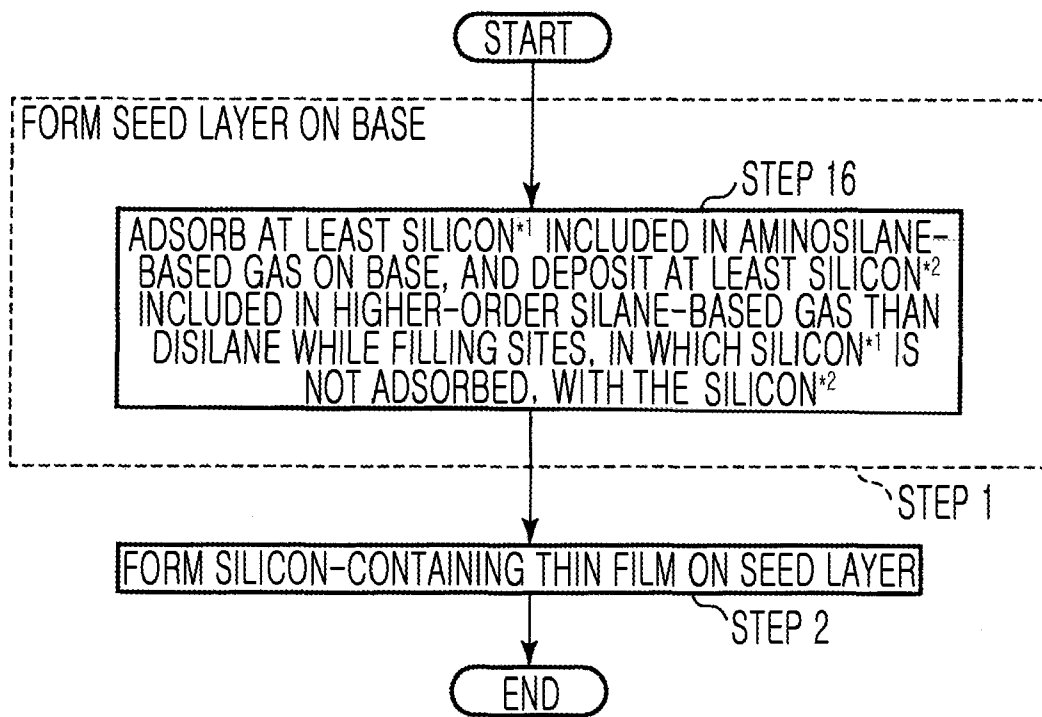 START
FORM SEED LAYER ON BASE
STEP 16
ADSORB AT LEAST SILICON*1 INCLUDED IN AMINOSILANE-
BASED GAS ON BASE, AND DEPOSIT AT LEAST SILICON*2
INCLUDED IN HIGHER-ORDER SILANE-BASED GAS THAN
DISILANE WHILE FILLING SITES, IN WHICH SILICON*1 IS
NOT ADSORBED, WITH THE SILICON*2
STEP 1
FORM SILICON-CONTAINING THIN FILM ON SEED LAYER
STEP 2
END